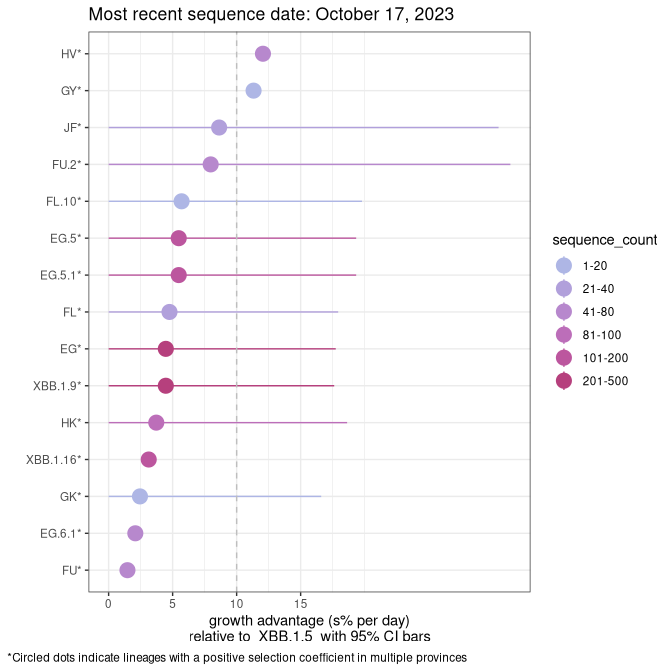 Most recent sequence date: October 17, 2023
HV*
GY*
JF*
FU.2*
FL.10*
EG.5*
EG.5.1*
FL*
EG*
XBB.1.9*
HK*
XBB.1.16*
GK*
EG.6.1*
FU*
0 5 10 15
growth advantage (s% per day)
relative to XBB.1.5 with 95% CI bars
sequence_count
1-20
21-40
41-80
81-100
101-200
201-500
*Circled dots indicate lineages with a positive selection coefficient in multiple provinces